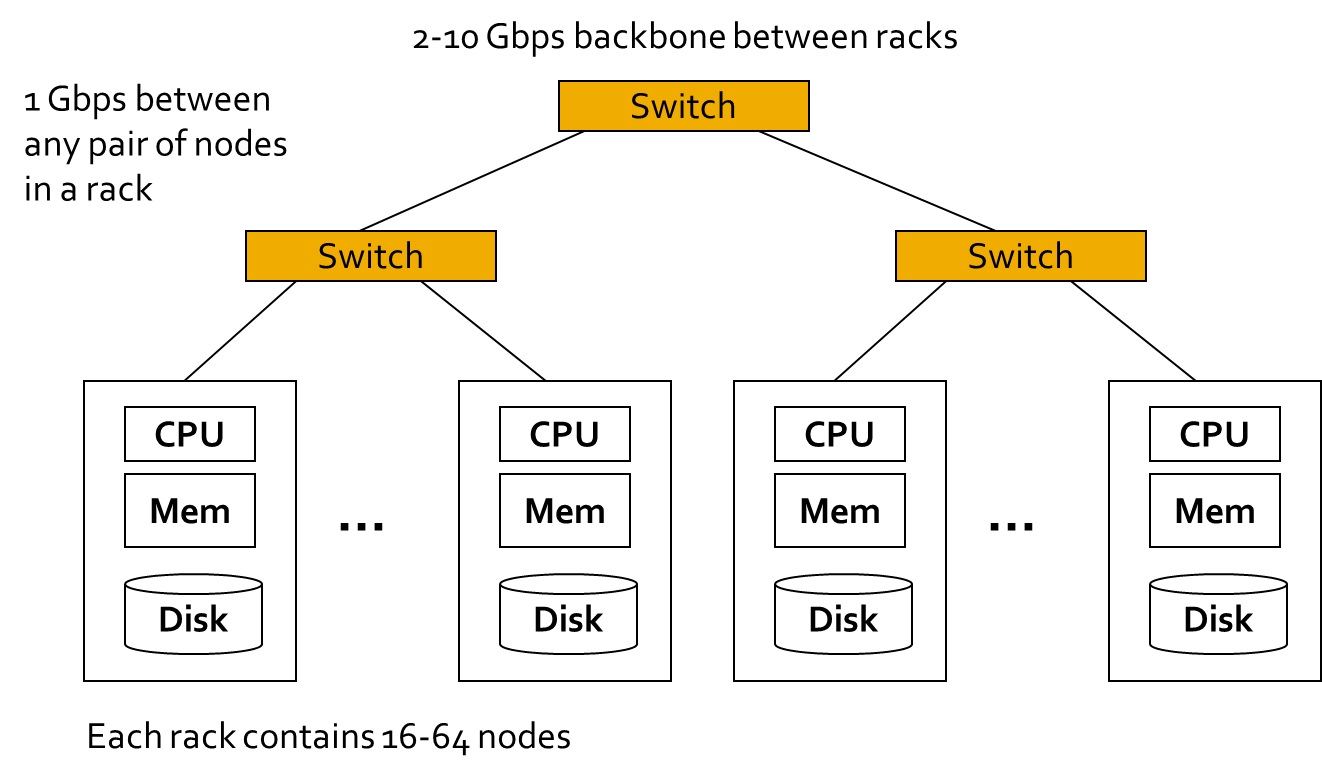 2-10 Gbps backbone between racks
1 Gbps between
any pair of nodes
in a rack
Switch
Switch
Switch
CPU
Mem
Disk
...
CPU
Mem
Disk
CPU
Mem
Disk
...
CPU
Mem
Disk
Each rack contains 16-64 nodes